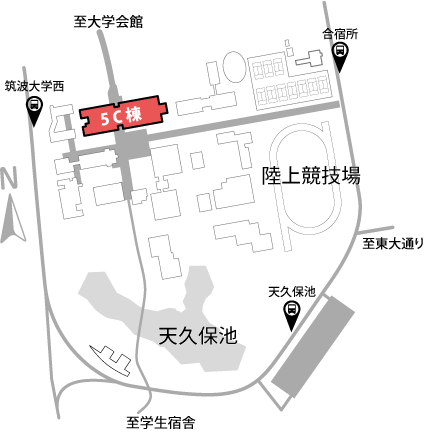 至大学会館
合宿所
筑波大学西
5C棟
陸上競技場
N
至東大通り
天久保池
天久保池
至学生宿舎